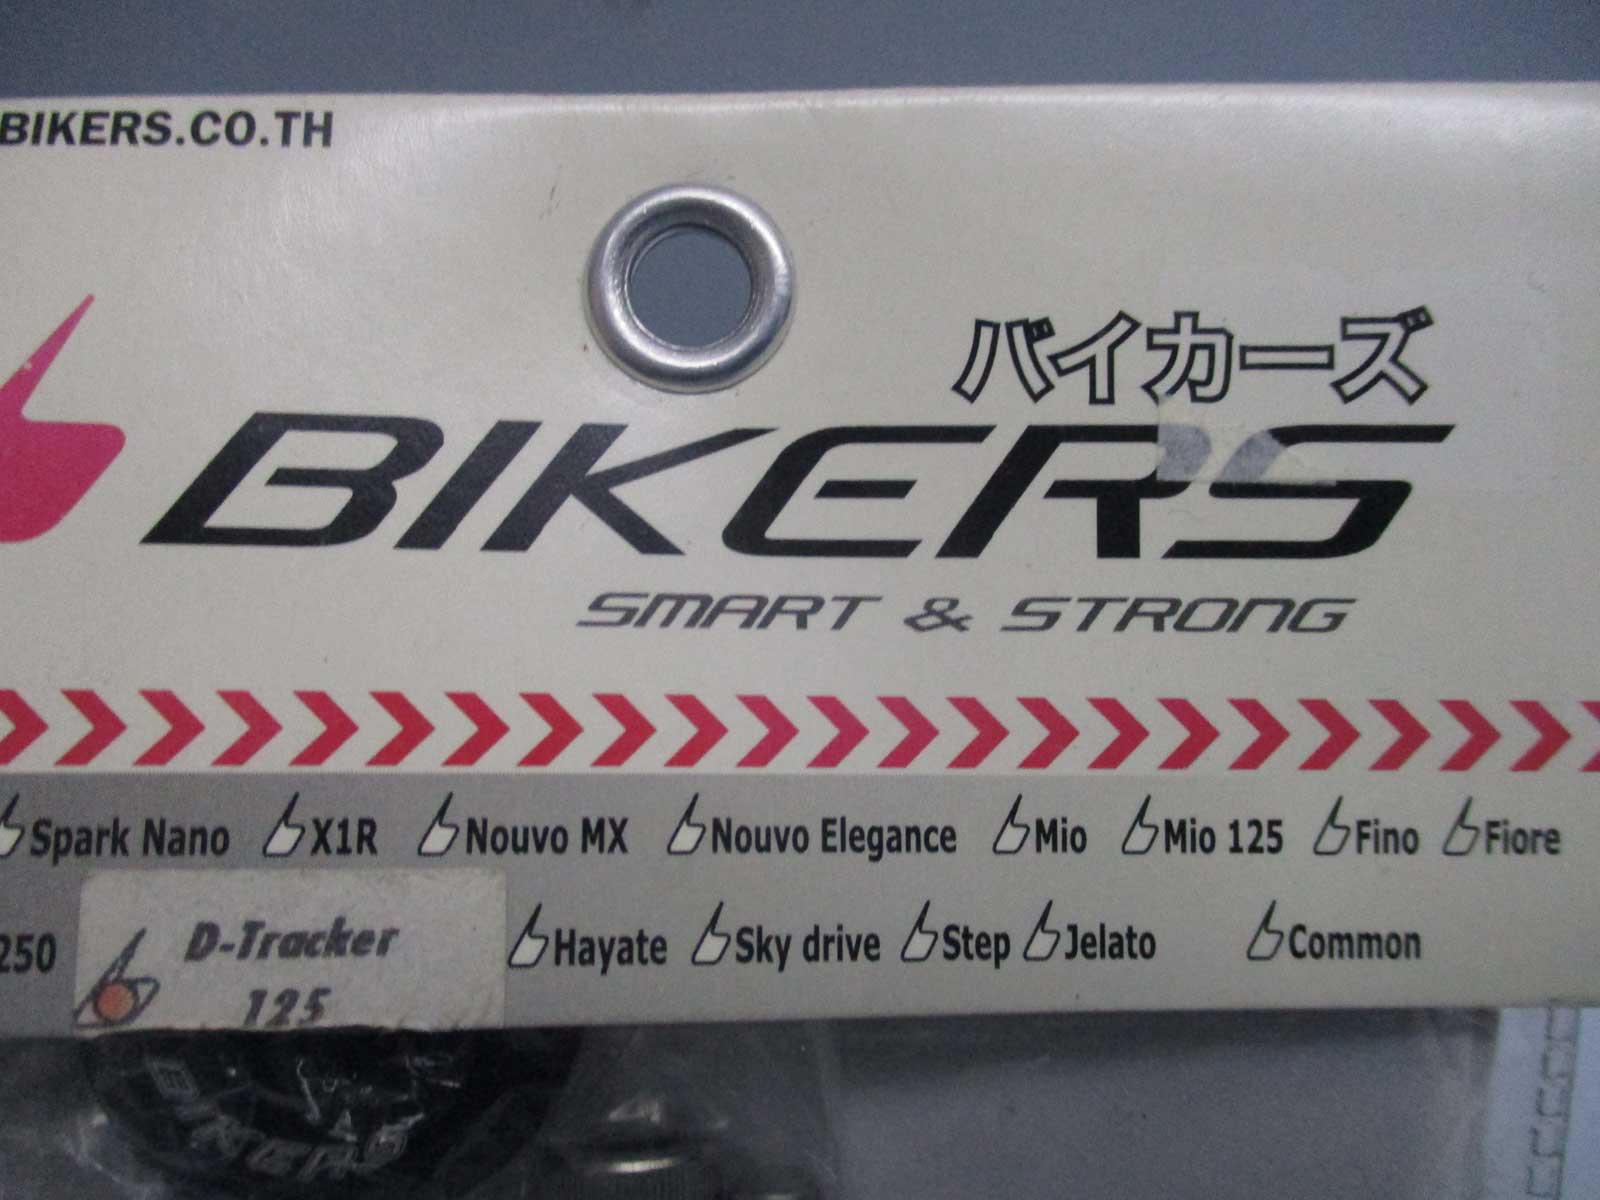 BIKERS.CO.TH
バイカーズ
BIKERS
SMART & STRONG
Spark Nano X1R Nouvo MX Nouvo Elegance Mio Mio 125 Fino Fiore
250 D-Tracker 125 Hayate Sky drive Step Jelato Common
BIKERS